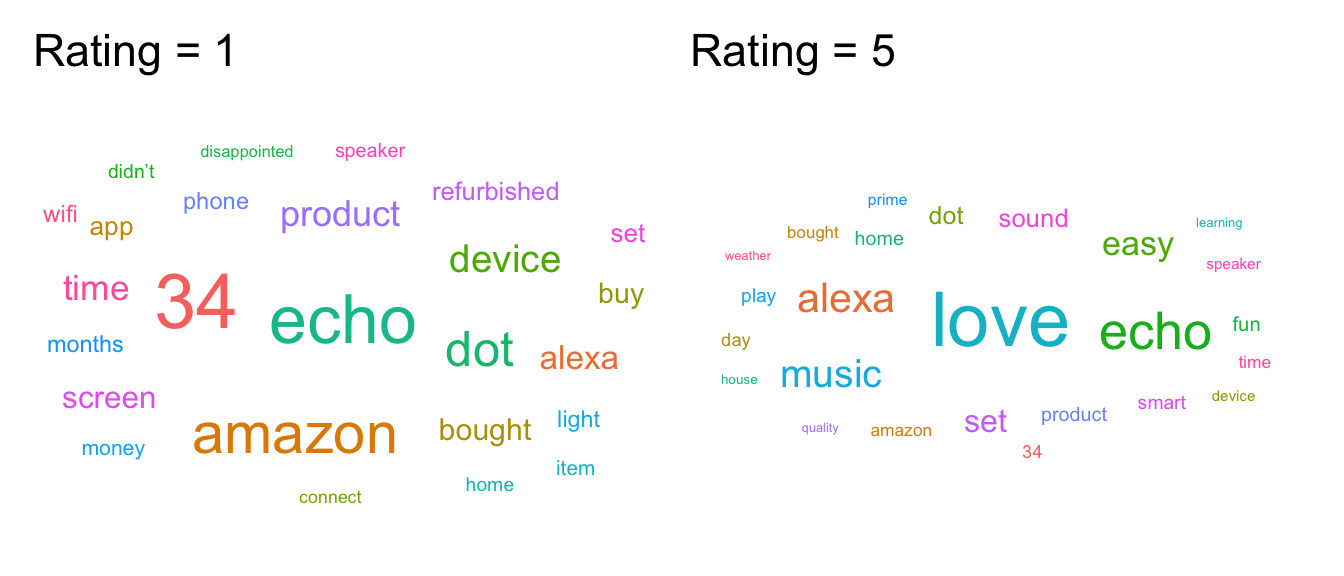 Rating = 1
disappointed
speaker
didn’t
refurbished
phone
product
wifi
app
set
device
time
34
echo
buy
months
dot
alexa
screen
light
amazon
bought
money
item
home
connect
Rating = 5
prime
dot
sound
learning
bought
home
easy
weather
speaker
play
alexa
love
echo
fun
day
time
music
house
device
smart
set
product
quality
amazon
34